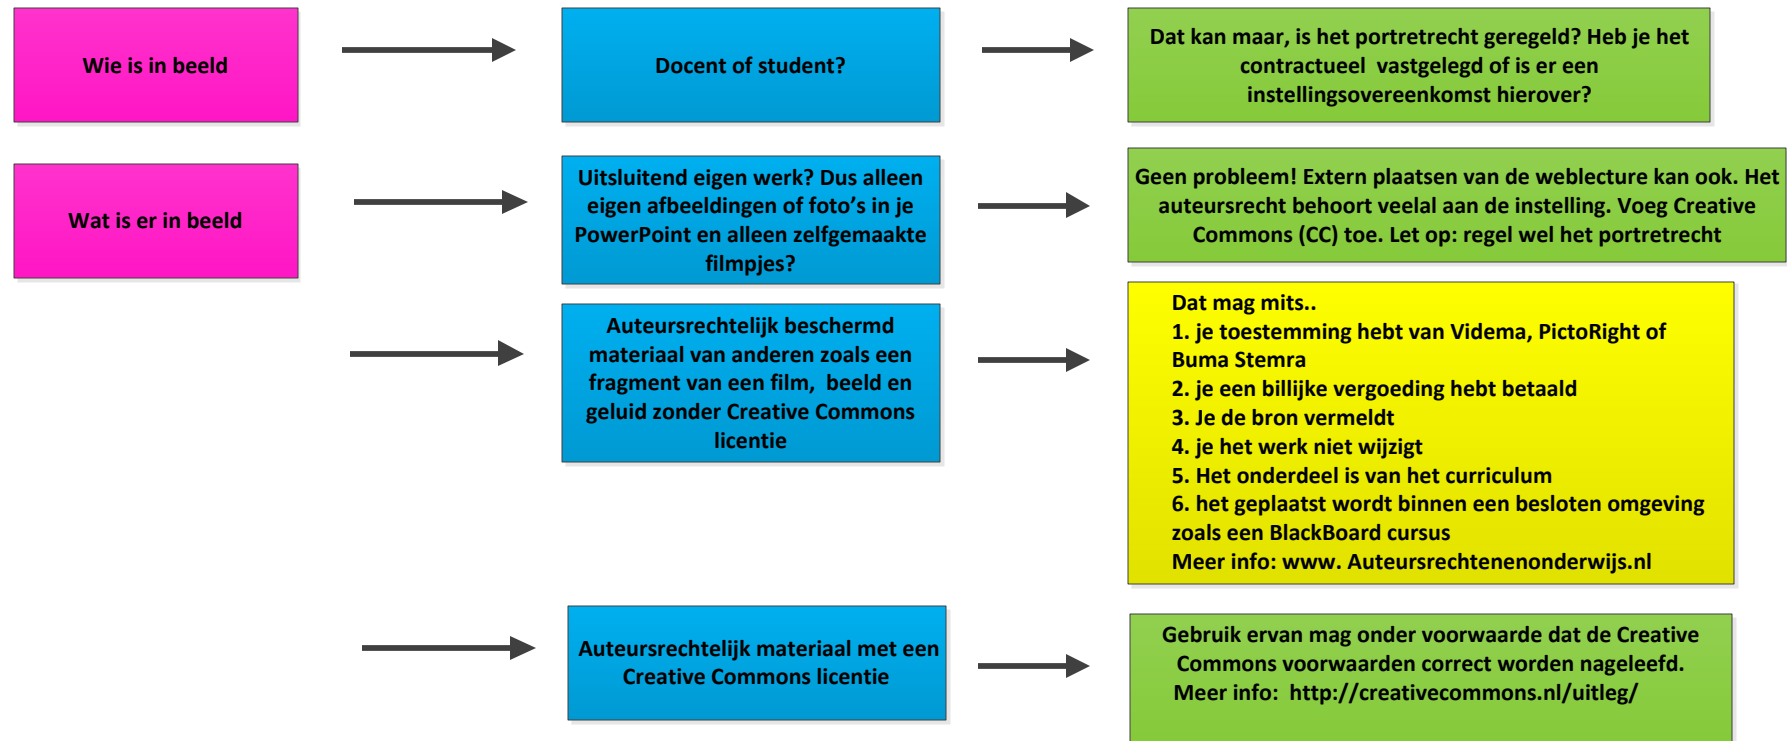 Wie is in beeld
Docent of student?
Dat kan maar, is het portretrecht geregeld? Heb je het
contractueel vastgelegd of is er een
instellingsovereenkomst hierover?
Wat is er in beeld
Uitsluitend eigen werk? Dus alleen
eigen afbeeldingen of foto's in je
PowerPoint en alleen zelfgemaakte
filmpjes?
Geen probleem! Extern plaatsen van de weblecture kan ook. Het
auteursrecht behoort veelal aan de instelling. Voeg Creative
Commons (CC) toe. Let op: regel wel het portretrecht
Auteursrechtelijk beschermd
materiaal van anderen zoals een
fragment van een film, beeld en
geluid zonder Creative Commons
licentie
Dat mag mits..
1. je toestemming hebt van Videma, PictoRight of
Buma Stemra
2. je een billijke vergoeding hebt betaald
3. Je de bron vermeldt
4. je het werk niet wijzigt
5. Het onderdeel is van het curriculum
6. het geplaatst wordt binnen een besloten omgeving
zoals een BlackBoard cursus
Meer info: www. Auteursrechtenenonderwijs.nl
Auteursrechtelijk materiaal met een
Creative Commons licentie
Gebruik ervan mag onder voorwaarde dat de Creative
Commons voorwaarden correct worden nageleefd.
Meer info: http://creativecommons.nl/uitleg/